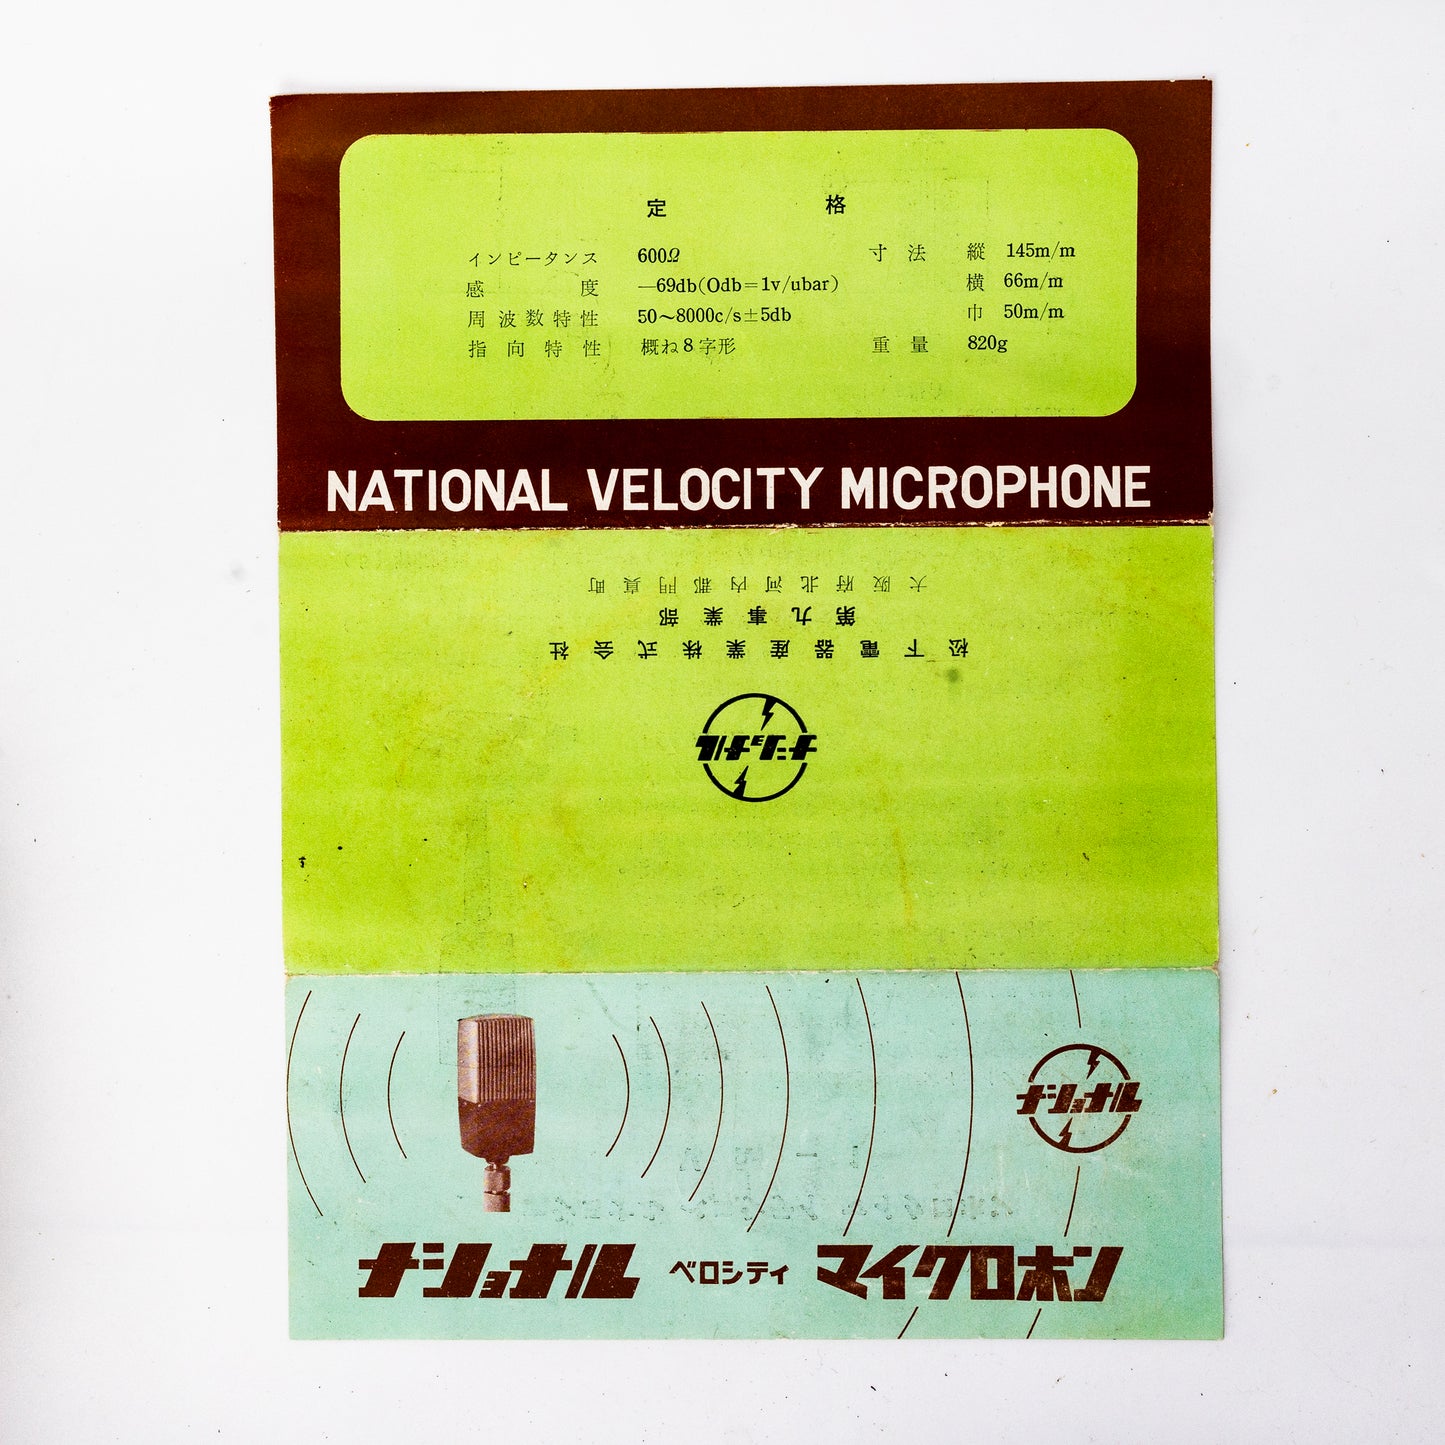 定格
インピータンス 600Ω
感度 —69db(Odb=1v/ubar)
周波数特性 50～8000c/s±5db
指向特性 概ね8字形
寸法 縦 145m/m
横 66m/m
巾 50m/m
重量 820g
NATIONAL VELOCITY MICROPHONE
ナショナル
松下電器産業株式会社
第九事業部
大阪府北河内郡門真町
ナショナル
ナショナル ベロシティ マイクロホン